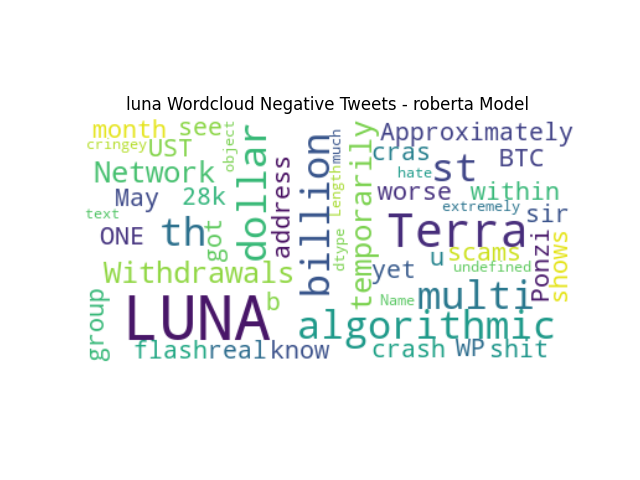 luna Wordcloud Negative Tweets - roberta Model
month
see
object
dollar
billion
much
temporarily
Approximately
cringey
UST
cras
st
BTC
Network
address
Length
hate
worse
within
May
28k
text
extremely
sir
ONE
th
got
Terra
dtype
yet
u
scams
undefined
Ponzi
shows
Withdrawals
b
Name
multi
group
LUNA
algorithmic
flash
real
know
crash
WP
shit